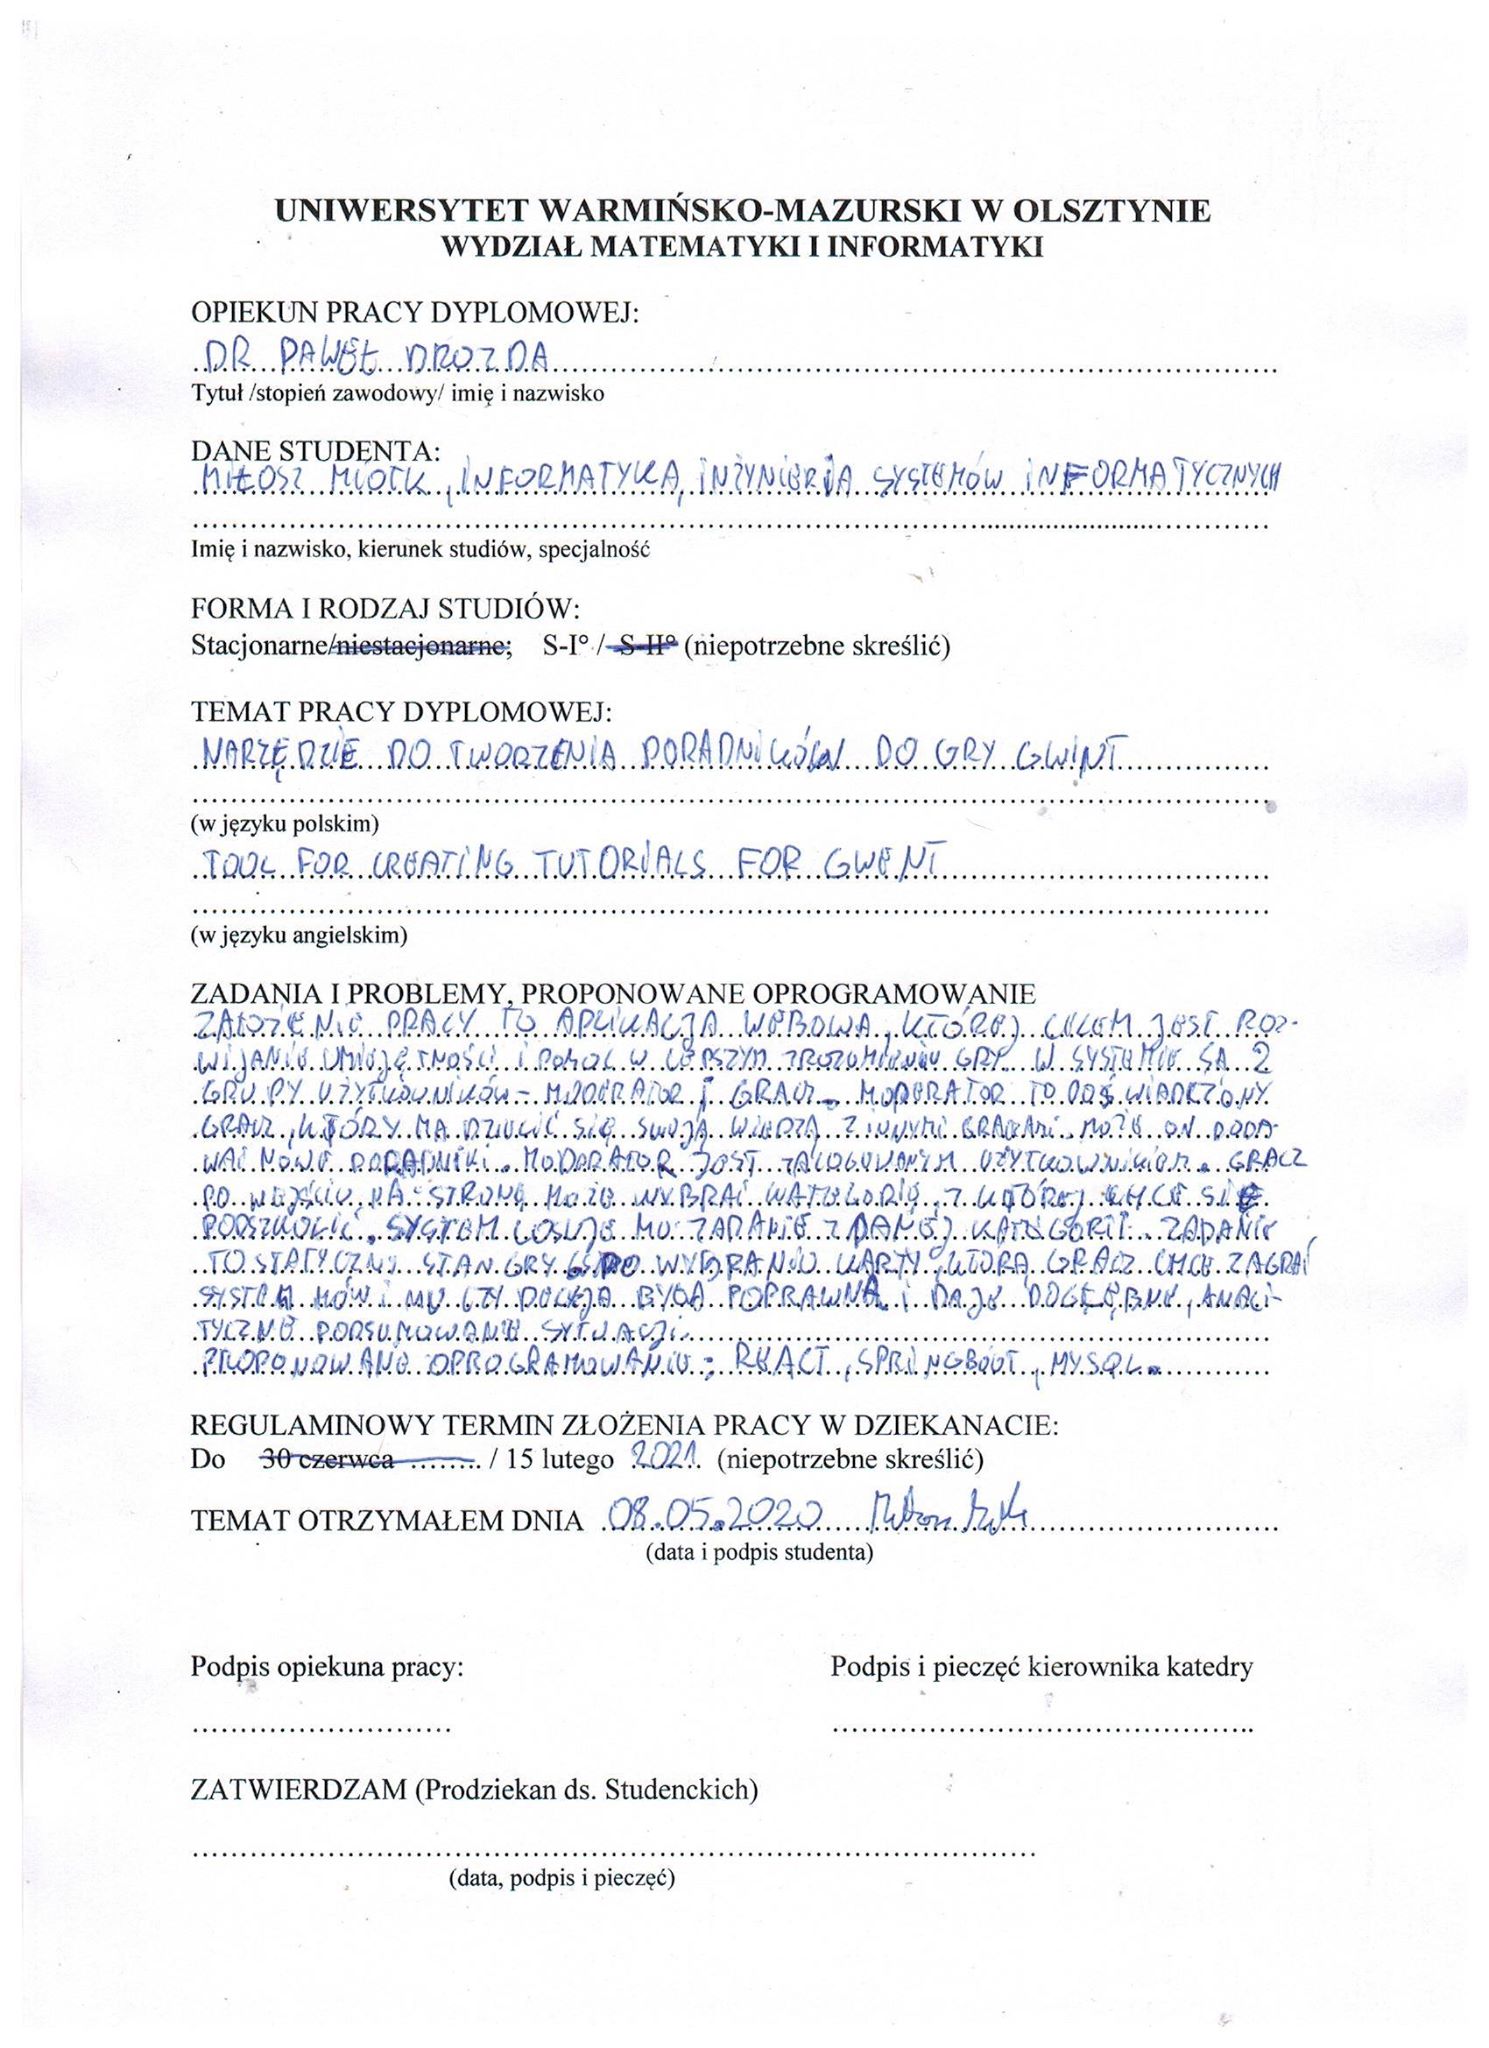 UNIWERSYTET WARMIŃSKO-MAZURSKI W OLSZTYNIE
WYDZIAŁ MATEMATYKI I INFORMATYKI
OPIEKUN PRACY DYPLOMOWEJ:
DR PAWEŁ DROZDA
Tytuł /stopień zawodowy/ imię i nazwisko
DANE STUDENTA:
MIŁOSZ MIOTK, INFORMATYKA, INŻYNIERIA SYSTEMÓW INFORMATYCZNYCH
Imię i nazwisko, kierunek studiów, specjalność
FORMA I RODZAJ STUDIÓW:
Stacjonarne/niestacjonarne; S-I° / S-II° (niepotrzebne skreślić)
TEMAT PRACY DYPLOMOWEJ:
NARZĘDZIE DO TWORZENIA PORADNIKÓW DO GRY GWINT
(w języku polskim)
TOOL FOR CREATING TUTORIALS FOR GWENT
(w języku angielskim)
ZADANIA I PROBLEMY, PROPONOWANE OPROGRAMOWANIE
ZAŁOŻENIE PRACY TO APLIKACJA WEBOWA, KTÓREJ CELEM JEST ROZ-
WIJANIE UMIEJĘTNOŚCI I POMOC W LEPSZYM ZROZUMIENIU GRY. W SYSTEMIE SĄ 2
GRUPY UŻYTKOWNIKÓW - MODERATOR I GRACZ. MODERATOR TO DOŚWIADCZONY
GRACZ, KTÓRY MA DZIELIĆ SIĘ SWOJĄ WIEDZĄ Z INNYMI GRACZAMI. MOŻE ON DODA-
WAĆ NOWE PORADNIKI. MODERATOR JEST ZALOGOWANYM UŻYTKOWNIKIEM. GRACZ
PO WEJŚCIU NA STRONĘ MOŻE WYBRAĆ KATEGORIĘ, Z KTÓREJ CHCE SIĘ
PODSZKOLIĆ. SYSTEM LOSUJE MU ZADANIE Z DANEJ KATEGORII. ZADANIE
TO STATYCZNY STAN GRY. PO WYBRANIU KARTY, KTÓRĄ GRACZ CHCE ZAGRAĆ
SYSTEM MÓWI MU CZY DECYZJA BYŁA POPRAWNA I DAJE DOGŁĘBNE, ANALI-
TYCZNE PODSUMOWANIE SYTUACJI.
PROPONOWANE OPROGRAMOWANIE: REACT, SPRINGBOOT, MYSQL.
REGULAMINOWY TERMIN ZŁOŻENIA PRACY W DZIEKANACIE:
Do 30 czerwca ........ / 15 lutego 2021 (niepotrzebne skreślić)
TEMAT OTRZYMAŁEM DNIA 08.05.2020
(data i podpis studenta)
Podpis opiekuna pracy: Podpis i pieczęć kierownika katedry
ZATWIERDZAM (Prodziekan ds. Studenckich)
(data, podpis i pieczęć)